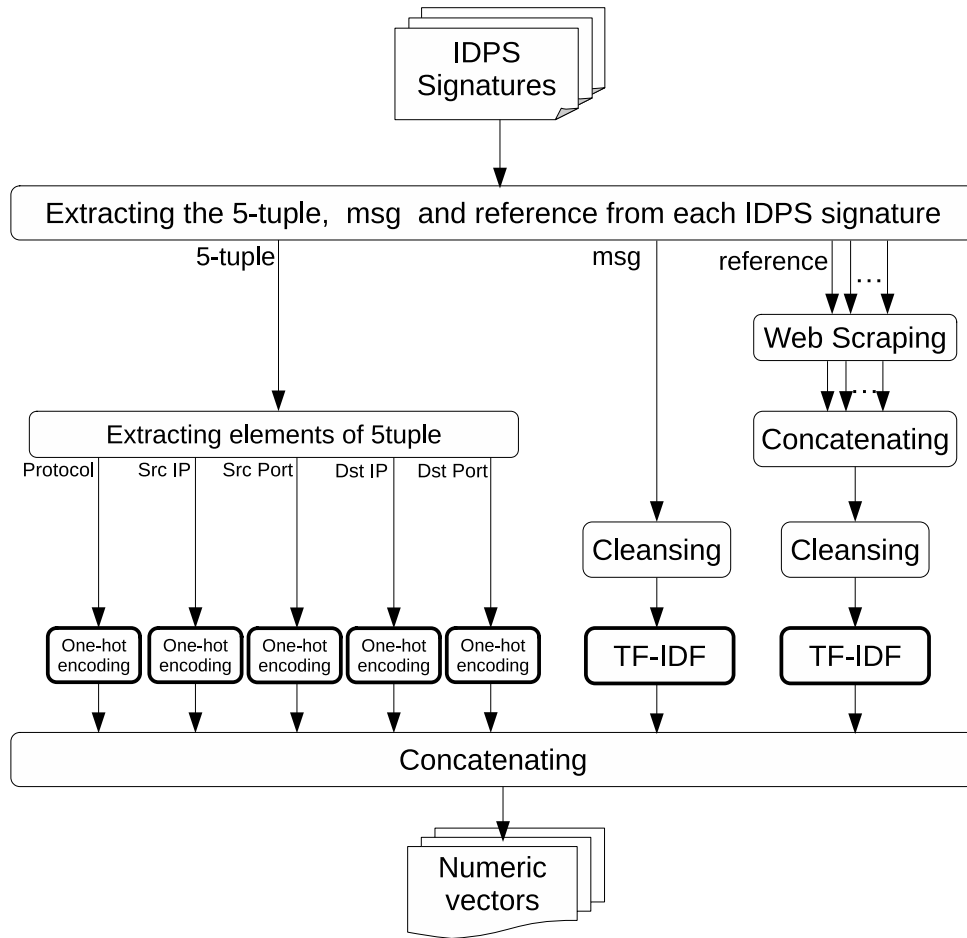 IDPS
Signatures
Extracting the 5-tuple, msg and reference from each IDPS signature
5-tuple
msg
reference
...
Web Scraping
...
Extracting elements of 5tuple
Concatenating
Protocol
Src IP
Src Port
Dst IP
Dst Port
Cleansing
Cleansing
One-hot
encoding
One-hot
encoding
One-hot
encoding
One-hot
encoding
One-hot
encoding
TF-IDF
TF-IDF
Concatenating
Numeric
vectors